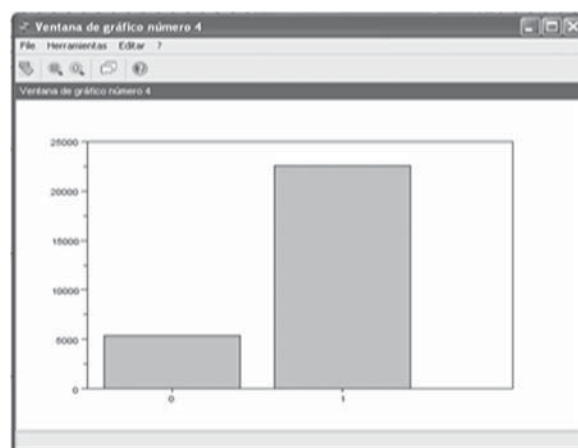 Ventana de gráfico número 4
File Herramientas Editar ?
Ventana de gráfico número 4
25000
20000
15000
10000
5000
0
0 1